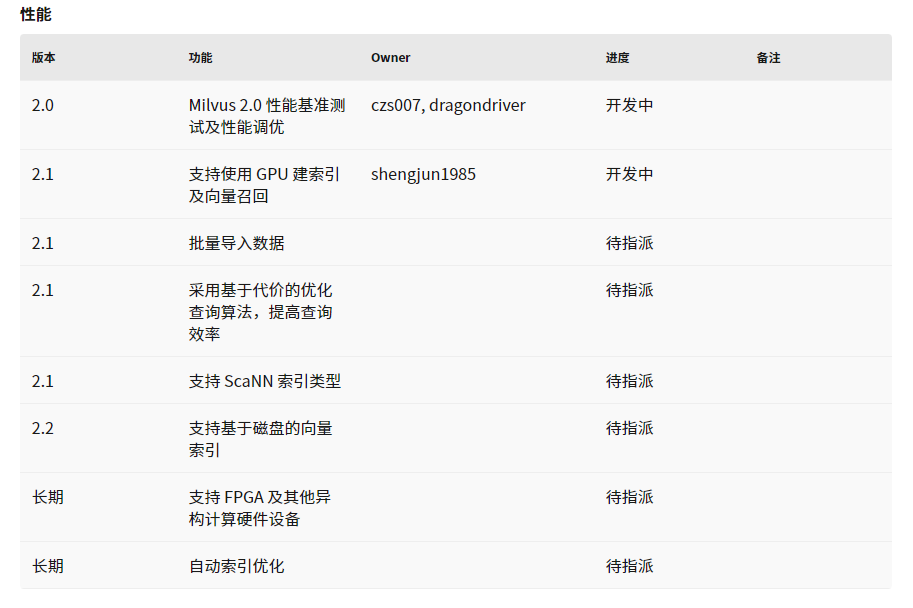 性能
版本 功能 Owner 进度 备注
2.0 Milvus 2.0 性能基准测 czs007, dragondriver 开发中
试及性能调优
2.1 支持使用 GPU 建索引 shengjun1985 开发中
及向量召回
2.1 批量导入数据 待指派
2.1 采用基于代价的优化 待指派
查询算法，提高查询
效率
2.1 支持 ScaNN 索引类型 待指派
2.2 支持基于磁盘的向量 待指派
索引
长期 支持 FPGA 及其他异 待指派
构计算硬件设备
长期 自动索引优化 待指派